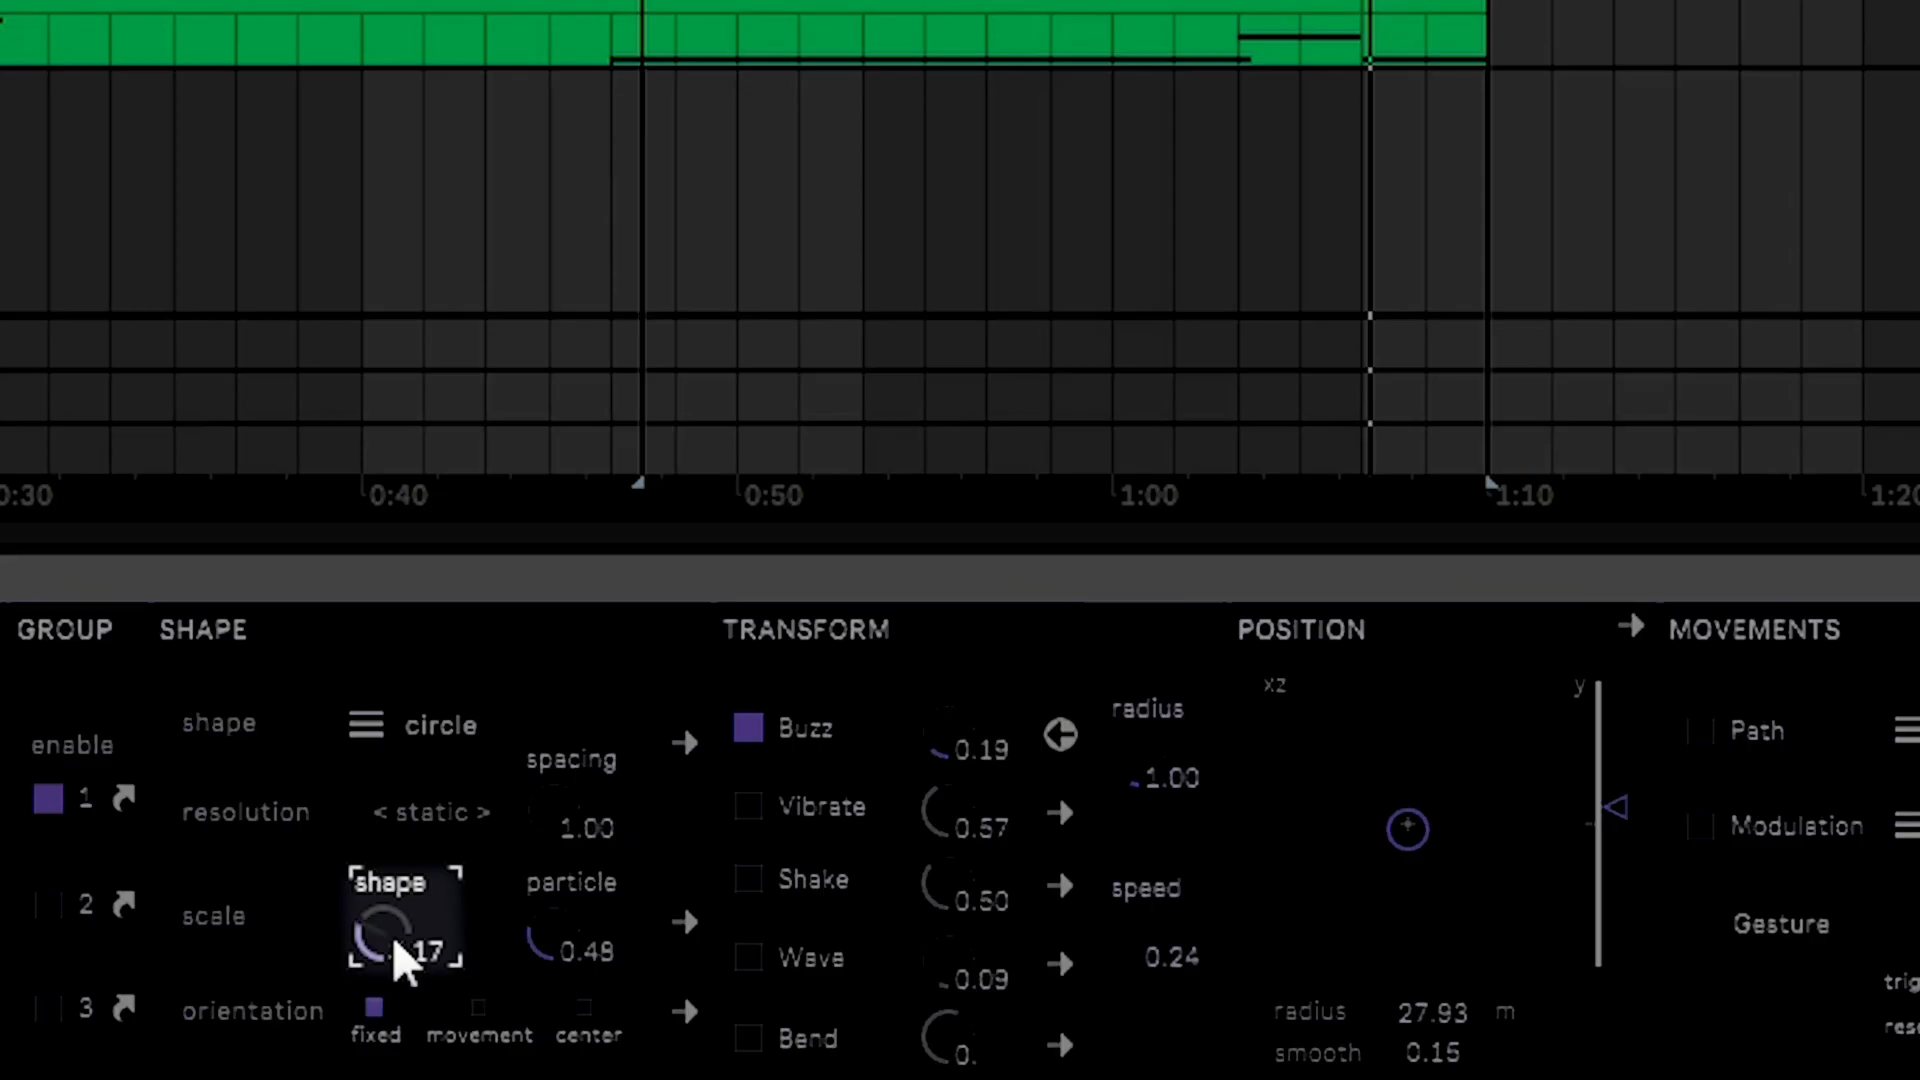 0:30 0:40 0:50 1:00 1:10 1:20
GROUP SHAPE TRANSFORM POSITION MOVEMENTS
xz y
enable shape circle spacing Buzz 0.19 radius Path
1 resolution < static > 1.00 Vibrate 0.57 1.00 Modulation
shape particle Shake 0.50 speed
2 scale 17 0.48 Wave 0.09 0.24 Gesture
3 orientation fixed movement center Bend 0. radius 27.93 m
smooth 0.15